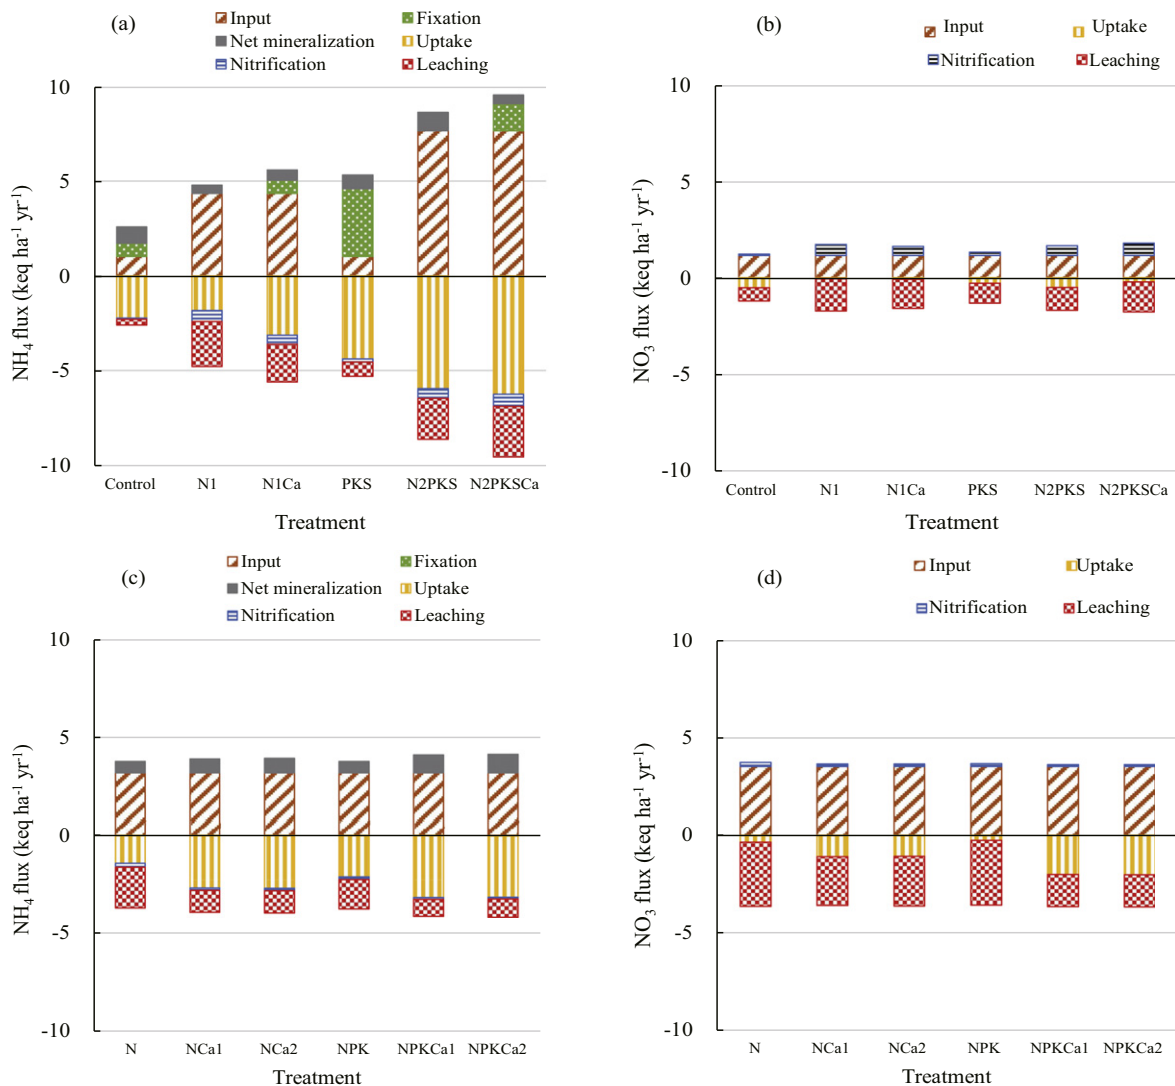 (a)
Input
Fixation
Net mineralization
Uptake
Nitrification
Leaching
10
5
0
-5
-10
NH4 flux (keq ha-1 yr-1)
Control N1 N1Ca PKS N2PKS N2PKSCa
Treatment
(b)
Input
Uptake
Nitrification
Leaching
10
5
0
-5
-10
NO3 flux (keq ha-1 yr-1)
Control N1 N1Ca PKS N2PKS N2PKSCa
Treatment
(c)
Input
Fixation
Net mineralization
Uptake
Nitrification
Leaching
10
5
0
-5
-10
NH4 flux (keq ha-1 yr-1)
N NCa1 NCa2 NPK NPKCa1 NPKCa2
Treatment
(d)
Input
Uptake
Nitrification
Leaching
10
5
0
-5
-10
NO3 flux (keq ha-1 yr-1)
N NCa1 NCa2 NPK NPKCa1 NPKCa2
Treatment